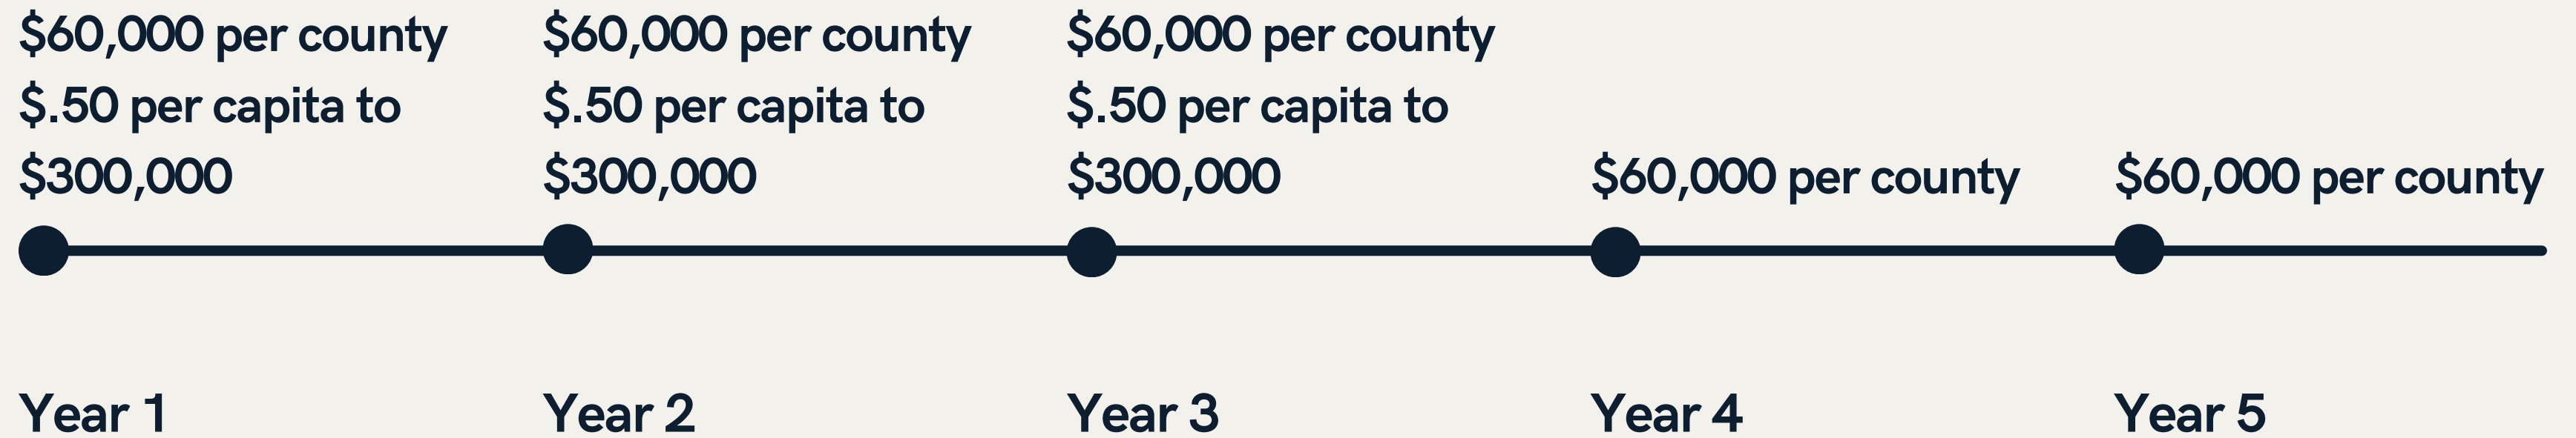 $60,000 per county
$.50 per capita to
$300,000
$60,000 per county
$.50 per capita to
$300,000
$60,000 per county
$.50 per capita to
$300,000
$60,000 per county
$60,000 per county
Year 1
Year 2
Year 3
Year 4
Year 5